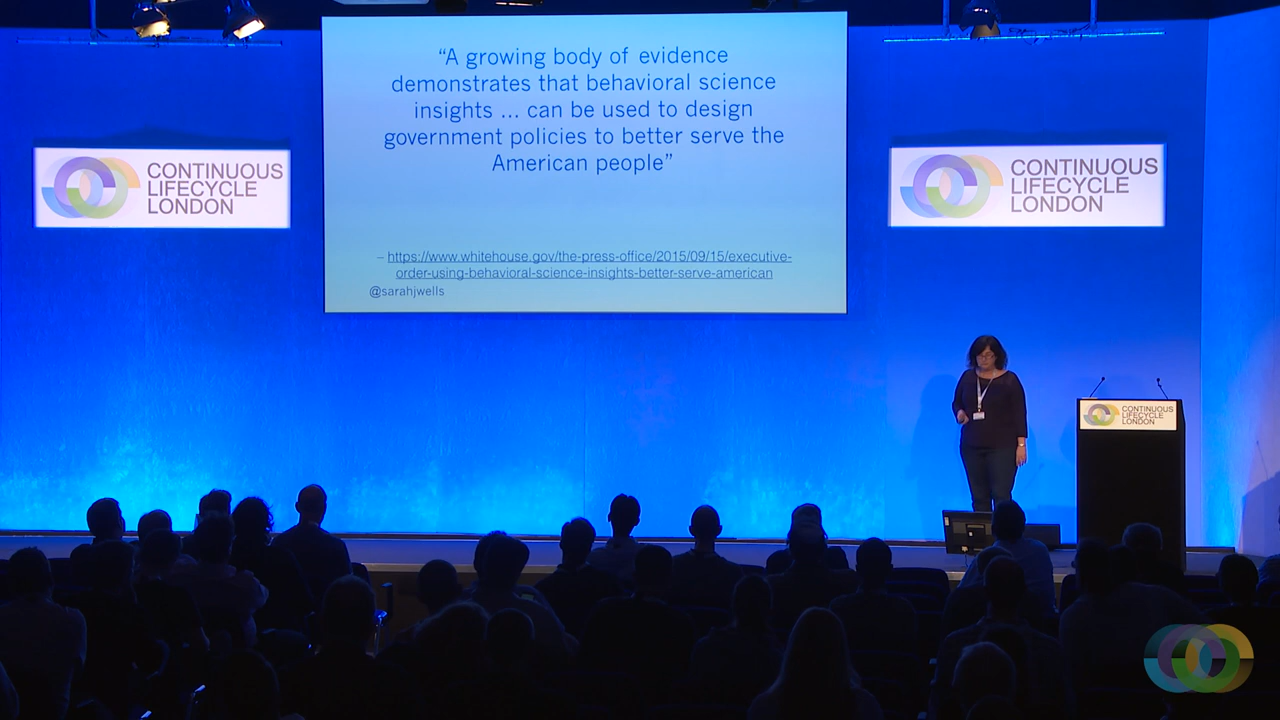 “A growing body of evidence
demonstrates that behavioral science
insights ... can be used to design
government policies to better serve the
American people”
– https://www.whitehouse.gov/the-press-office/2015/09/15/executive-
order-using-behavioral-science-insights-better-serve-american
@sarahjwells
CONTINUOUS
LIFECYCLE
LONDON
CONTINUOUS
LIFECYCLE
LONDON
CONTINUOUS
LIFECYCLE
LONDON